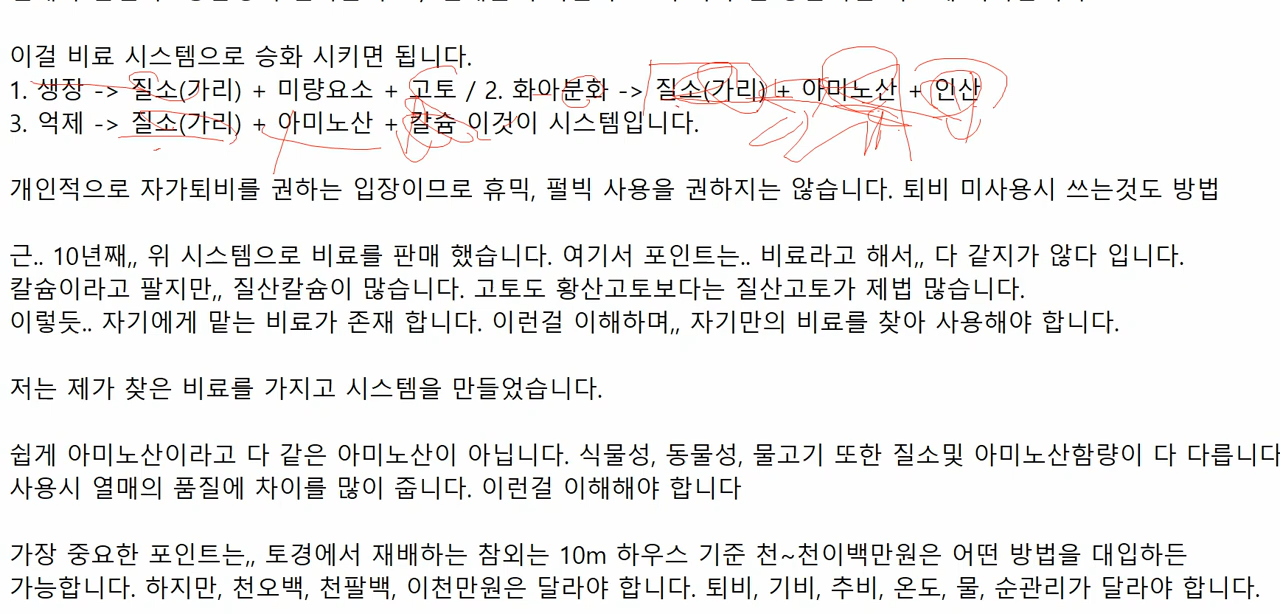 이걸 비료 시스템으로 승화 시키면 됩니다.
1. 생장 -> 질소(가리) + 미량요소 + 고토 / 2. 화아분화 -> 질소(가리) + 아미노산 + 인산
3. 억제 -> 질소(가리) + 아미노산 + 칼슘 이것이 시스템입니다.
개인적으로 자가퇴비를 권하는 입장이므로 휴믹, 펄빅 사용을 권하지는 않습니다. 퇴비 미사용시 쓰는것도 방법
근.. 10년째,, 위 시스템으로 비료를 판매 했습니다. 여기서 포인트는.. 비료라고 해서,, 다 같지가 않다 입니다.
칼슘이라고 팔지만,, 질산칼슘이 많습니다. 고토도 황산고토보다는 질산고토가 제법 많습니다.
이렇듯.. 자기에게 맡는 비료가 존재 합니다. 이런걸 이해하며,, 자기만의 비료를 찾아 사용해야 합니다.
저는 제가 찾은 비료를 가지고 시스템을 만들었습니다.
쉽게 아미노산이라고 다 같은 아미노산이 아닙니다. 식물성, 동물성, 물고기 또한 질소및 아미노산함량이 다 다릅니다
사용시 열매의 품질에 차이를 많이 줍니다. 이런걸 이해해야 합니다
가장 중요한 포인트는,, 토경에서 재배하는 참외는 10m 하우스 기준 천~천이백만원은 어떤 방법을 대입하든
가능합니다. 하지만, 천오백, 천팔백, 이천만원은 달라야 합니다. 퇴비, 기비, 추비, 온도, 물, 순관리가 달라야 합니다.